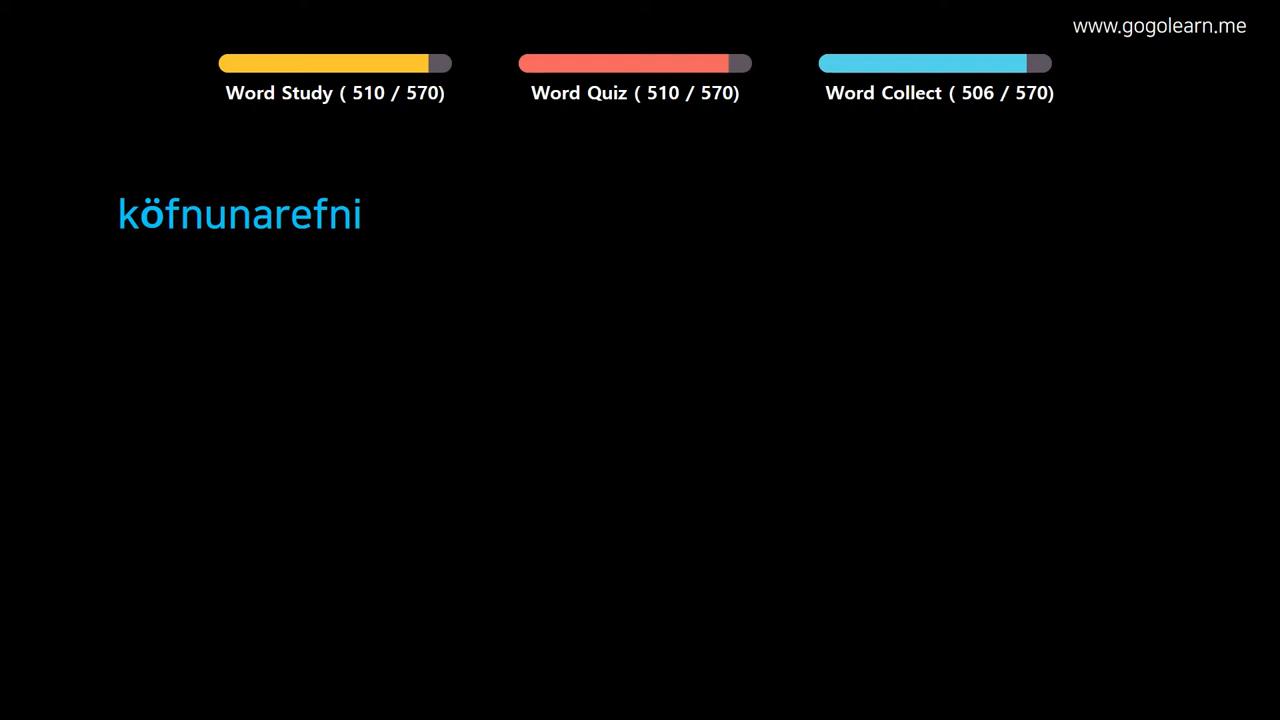 www.gogolearn.me
Word Study ( 510 / 570)
Word Quiz ( 510 / 570)
Word Collect ( 506 / 570)
köfnunarefni